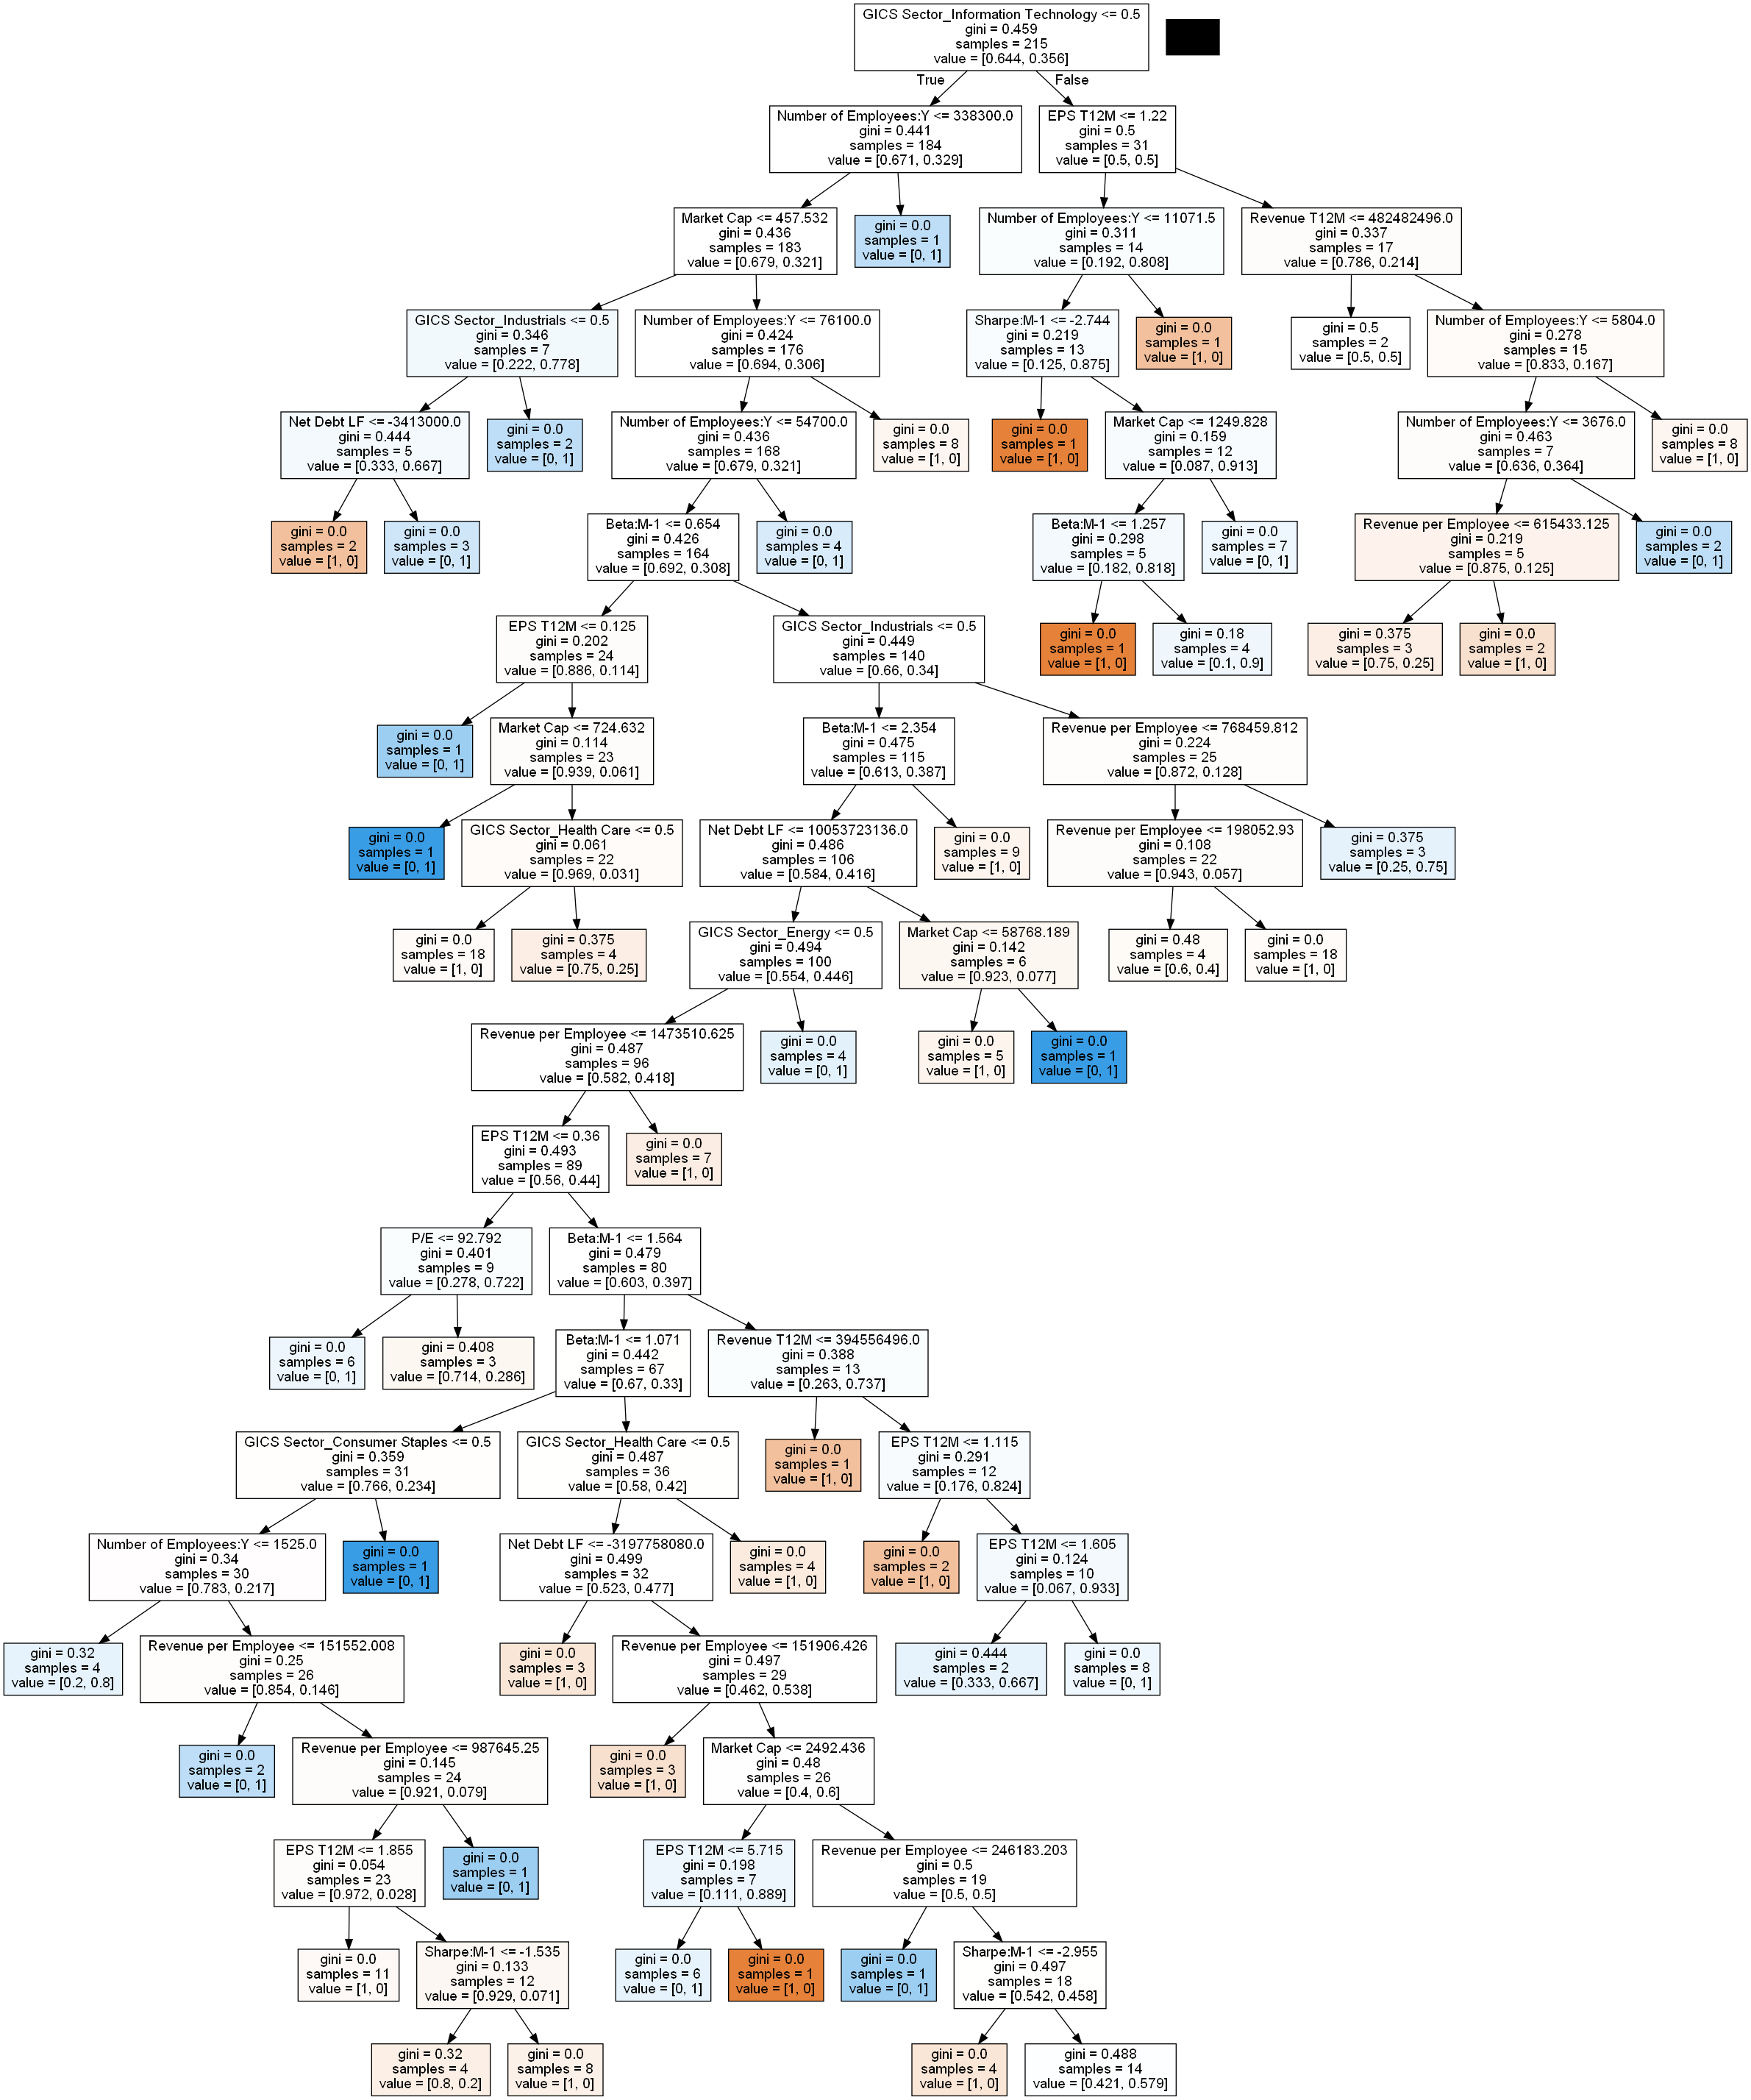 GICS Sector_Information Technology <= 0.5
gini = 0.459
samples = 215
value = [0.644, 0.356]
True
False
Number of Employees:Y <= 338300.0
gini = 0.441
samples = 184
value = [0.671, 0.329]
EPS T12M <= 1.22
gini = 0.5
samples = 31
value = [0.5, 0.5]
Market Cap <= 457.532
gini = 0.436
samples = 183
value = [0.679, 0.321]
gini = 0.0
samples = 1
value = [0, 1]
Number of Employees:Y <= 11071.5
gini = 0.311
samples = 14
value = [0.192, 0.808]
Revenue T12M <= 482482496.0
gini = 0.337
samples = 17
value = [0.786, 0.214]
GICS Sector_Industrials <= 0.5
gini = 0.346
samples = 7
value = [0.222, 0.778]
Number of Employees:Y <= 76100.0
gini = 0.424
samples = 176
value = [0.694, 0.306]
Sharpe:M-1 <= -2.744
gini = 0.219
samples = 13
value = [0.125, 0.875]
gini = 0.0
samples = 1
value = [1, 0]
gini = 0.5
samples = 2
value = [0.5, 0.5]
Number of Employees:Y <= 5804.0
gini = 0.278
samples = 15
value = [0.833, 0.167]
Net Debt LF <= -3413000.0
gini = 0.444
samples = 5
value = [0.333, 0.667]
gini = 0.0
samples = 2
value = [0, 1]
Number of Employees:Y <= 54700.0
gini = 0.436
samples = 168
value = [0.679, 0.321]
gini = 0.0
samples = 8
value = [1, 0]
gini = 0.0
samples = 1
value = [1, 0]
Market Cap <= 1249.828
gini = 0.159
samples = 12
value = [0.087, 0.913]
Number of Employees:Y <= 3676.0
gini = 0.463
samples = 7
value = [0.636, 0.364]
gini = 0.0
samples = 8
value = [1, 0]
gini = 0.0
samples = 2
value = [1, 0]
gini = 0.0
samples = 3
value = [0, 1]
Beta:M-1 <= 0.654
gini = 0.426
samples = 164
value = [0.692, 0.308]
gini = 0.0
samples = 4
value = [0, 1]
Beta:M-1 <= 1.257
gini = 0.298
samples = 5
value = [0.182, 0.818]
gini = 0.0
samples = 7
value = [0, 1]
Revenue per Employee <= 615433.125
gini = 0.219
samples = 5
value = [0.875, 0.125]
gini = 0.0
samples = 2
value = [0, 1]
EPS T12M <= 0.125
gini = 0.202
samples = 24
value = [0.886, 0.114]
GICS Sector_Industrials <= 0.5
gini = 0.449
samples = 140
value = [0.66, 0.34]
gini = 0.0
samples = 1
value = [1, 0]
gini = 0.18
samples = 4
value = [0.1, 0.9]
gini = 0.375
samples = 3
value = [0.75, 0.25]
gini = 0.0
samples = 2
value = [1, 0]
gini = 0.0
samples = 1
value = [0, 1]
Market Cap <= 724.632
gini = 0.114
samples = 23
value = [0.939, 0.061]
Beta:M-1 <= 2.354
gini = 0.475
samples = 115
value = [0.613, 0.387]
Revenue per Employee <= 768459.812
gini = 0.224
samples = 25
value = [0.872, 0.128]
gini = 0.0
samples = 1
value = [0, 1]
GICS Sector_Health Care <= 0.5
gini = 0.061
samples = 22
value = [0.969, 0.031]
Net Debt LF <= 10053723136.0
gini = 0.486
samples = 106
value = [0.584, 0.416]
gini = 0.0
samples = 9
value = [1, 0]
Revenue per Employee <= 198052.93
gini = 0.108
samples = 22
value = [0.943, 0.057]
gini = 0.375
samples = 3
value = [0.25, 0.75]
gini = 0.0
samples = 18
value = [1, 0]
gini = 0.375
samples = 4
value = [0.75, 0.25]
GICS Sector_Energy <= 0.5
gini = 0.494
samples = 100
value = [0.554, 0.446]
Market Cap <= 58768.189
gini = 0.142
samples = 6
value = [0.923, 0.077]
gini = 0.48
samples = 4
value = [0.6, 0.4]
gini = 0.0
samples = 18
value = [1, 0]
Revenue per Employee <= 1473510.625
gini = 0.487
samples = 96
value = [0.582, 0.418]
gini = 0.0
samples = 4
value = [0, 1]
gini = 0.0
samples = 5
value = [1, 0]
gini = 0.0
samples = 1
value = [0, 1]
EPS T12M <= 0.36
gini = 0.493
samples = 89
value = [0.56, 0.44]
gini = 0.0
samples = 7
value = [1, 0]
P/E <= 92.792
gini = 0.401
samples = 9
value = [0.278, 0.722]
Beta:M-1 <= 1.564
gini = 0.479
samples = 80
value = [0.603, 0.397]
gini = 0.0
samples = 6
value = [0, 1]
gini = 0.408
samples = 3
value = [0.714, 0.286]
Beta:M-1 <= 1.071
gini = 0.442
samples = 67
value = [0.67, 0.33]
Revenue T12M <= 394556496.0
gini = 0.388
samples = 13
value = [0.263, 0.737]
GICS Sector_Consumer Staples <= 0.5
gini = 0.359
samples = 31
value = [0.766, 0.234]
GICS Sector_Health Care <= 0.5
gini = 0.487
samples = 36
value = [0.58, 0.42]
gini = 0.0
samples = 1
value = [1, 0]
EPS T12M <= 1.115
gini = 0.291
samples = 12
value = [0.176, 0.824]
Number of Employees:Y <= 1525.0
gini = 0.34
samples = 30
value = [0.783, 0.217]
gini = 0.0
samples = 1
value = [0, 1]
Net Debt LF <= -3197758080.0
gini = 0.499
samples = 32
value = [0.523, 0.477]
gini = 0.0
samples = 4
value = [1, 0]
gini = 0.0
samples = 2
value = [1, 0]
EPS T12M <= 1.605
gini = 0.124
samples = 10
value = [0.067, 0.933]
gini = 0.32
samples = 4
value = [0.2, 0.8]
Revenue per Employee <= 151552.008
gini = 0.25
samples = 26
value = [0.854, 0.146]
gini = 0.0
samples = 3
value = [1, 0]
Revenue per Employee <= 151906.426
gini = 0.497
samples = 29
value = [0.462, 0.538]
gini = 0.444
samples = 2
value = [0.333, 0.667]
gini = 0.0
samples = 8
value = [0, 1]
gini = 0.0
samples = 2
value = [0, 1]
Revenue per Employee <= 987645.25
gini = 0.145
samples = 24
value = [0.921, 0.079]
gini = 0.0
samples = 3
value = [1, 0]
Market Cap <= 2492.436
gini = 0.48
samples = 26
value = [0.4, 0.6]
EPS T12M <= 1.855
gini = 0.054
samples = 23
value = [0.972, 0.028]
gini = 0.0
samples = 1
value = [0, 1]
EPS T12M <= 5.715
gini = 0.198
samples = 7
value = [0.111, 0.889]
Revenue per Employee <= 246183.203
gini = 0.5
samples = 19
value = [0.5, 0.5]
gini = 0.0
samples = 11
value = [1, 0]
Sharpe:M-1 <= -1.535
gini = 0.133
samples = 12
value = [0.929, 0.071]
gini = 0.0
samples = 6
value = [0, 1]
gini = 0.0
samples = 1
value = [1, 0]
gini = 0.0
samples = 1
value = [0, 1]
Sharpe:M-1 <= -2.955
gini = 0.497
samples = 18
value = [0.542, 0.458]
gini = 0.32
samples = 4
value = [0.8, 0.2]
gini = 0.0
samples = 8
value = [1, 0]
gini = 0.0
samples = 4
value = [1, 0]
gini = 0.488
samples = 14
value = [0.421, 0.579]